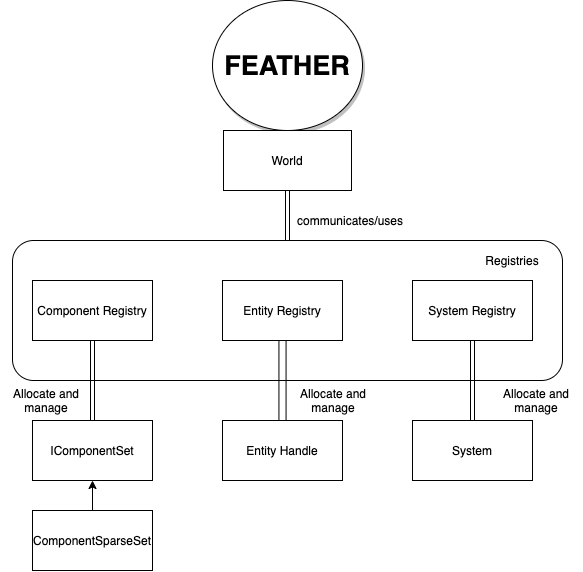 FEATHER
World
communicates/uses
Registries
Component Registry
Entity Registry
System Registry
Allocate and
manage
Allocate and
manage
Allocate and
manage
IComponentSet
Entity Handle
System
ComponentSparseSet